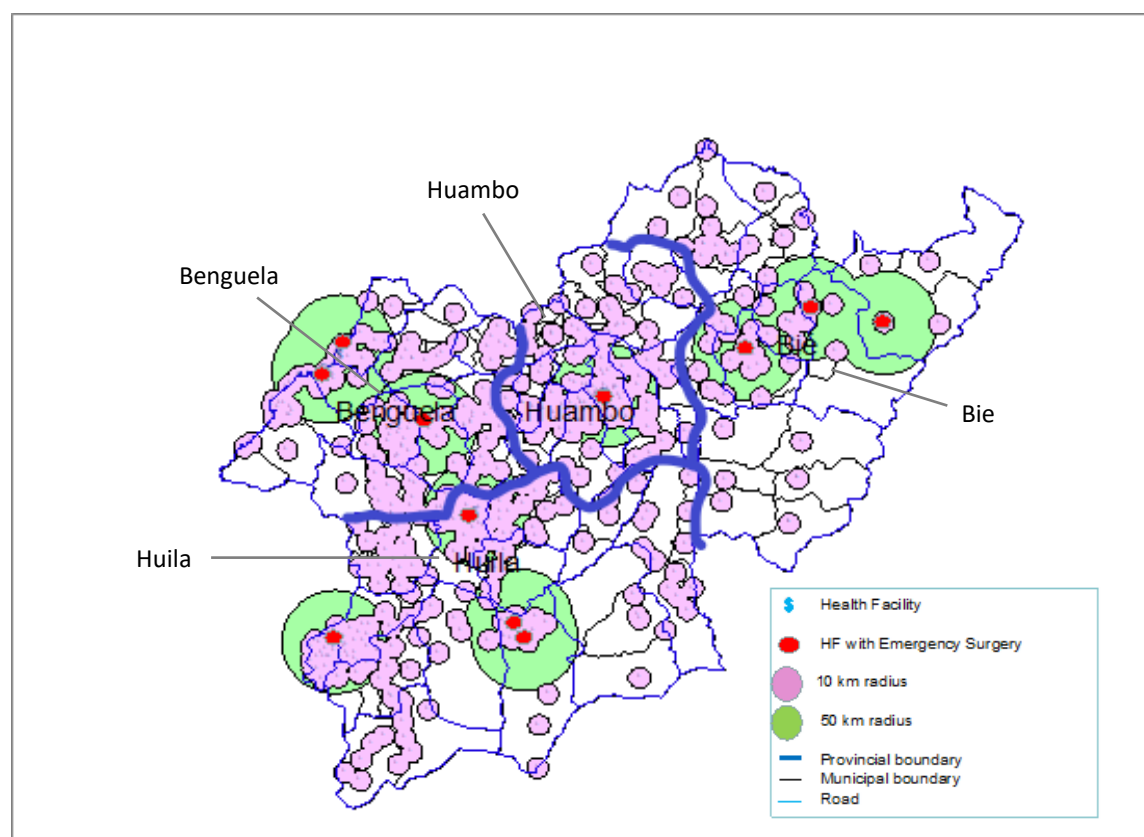 Huambo
Benguela
Bie
Benguela
Huambo
Bie
Huila
Huila
$ Health Facility
HF with Emergency Surgery
10 km radius
50 km radius
Provincial boundary
Municipal boundary
Road